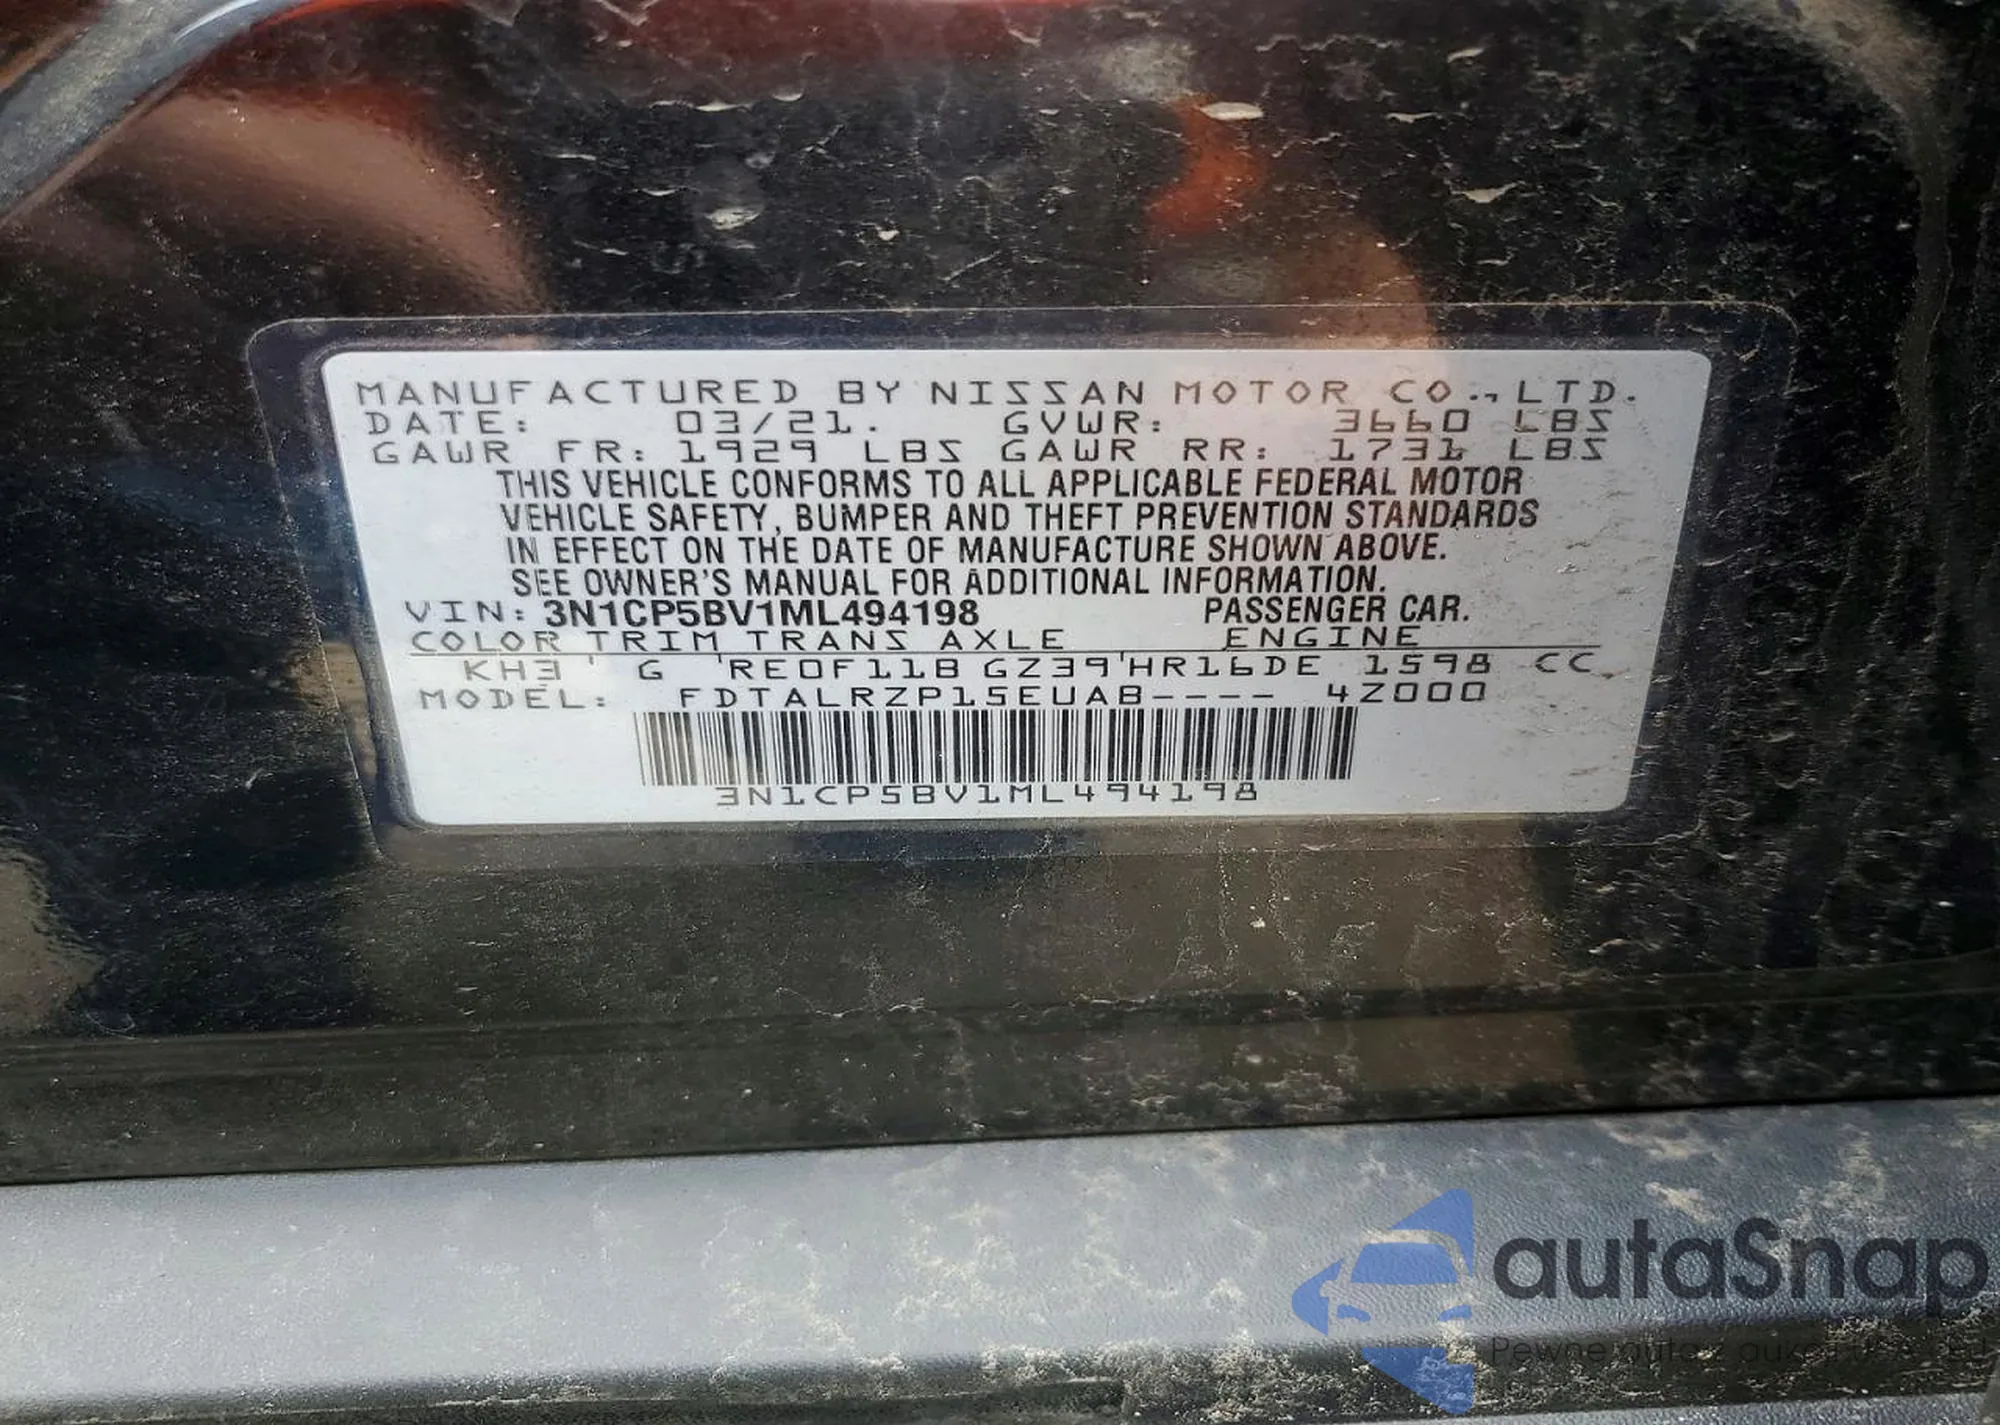 MANUFACTURED BY NISSAN MOTOR CO., LTD.
DATE: 03/21. GVWR: 3660 LBS
GAWR FR: 1929 LBS GAWR RR: 1731 LBS
THIS VEHICLE CONFORMS TO ALL APPLICABLE FEDERAL MOTOR
VEHICLE SAFETY, BUMPER AND THEFT PREVENTION STANDARDS
IN EFFECT ON THE DATE OF MANUFACTURE SHOWN ABOVE.
SEE OWNER'S MANUAL FOR ADDITIONAL INFORMATION.
VIN: 3N1CP5BV1ML494198 PASSENGER CAR.
COLOR TRIM TRANS AXLE ENGINE
KH3 ' G 'RE0F11B GZ39'HR16DE 1598 CC
MODEL: FDTALRZP15EUAB---- 4Z000
3N1CP5BV1ML494198
autaSnap
Pewne auta z aukcji